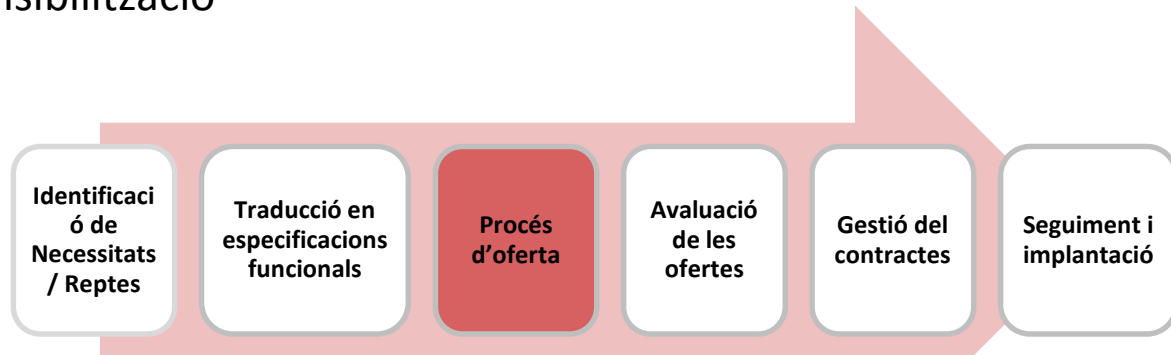 Identificaci
ó de
Necessitats
/ Reptes
Traducció en
especificacions
funcionals
Procés
d’oferta
Avaluació
de les
ofertes
Gestió del
contractes
Seguiment i
implantació